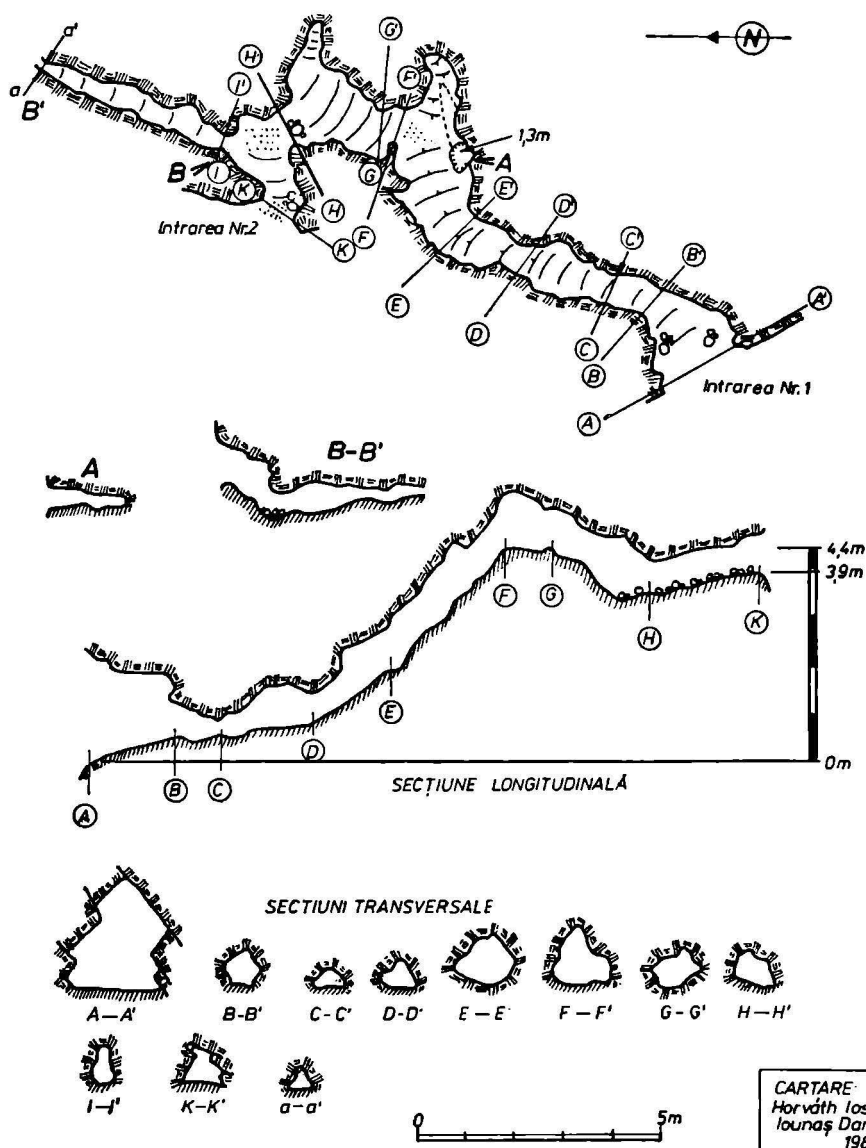 a'
a
B'
I'
H'
G'
F'
N
1,3m
A
B
I
K
Intrarea Nr.2
H
K
G
F
E'
D'
C'
B'
A'
E
D
C
B
A
Intrarea Nr.1
A
B-B'
4,4m
3,9m
F
G
H
K
E
D
0m
A
B
C
SECȚIUNE LONGITUDINALĂ
SECTIUNI TRANSVERSALE
A—A'
B-B'
C-C'
D-D'
E—E'
F—F'
G-G'
H—H'
I—I'
K-K'
a-a'
0
5m
CARTARE:
Horváth